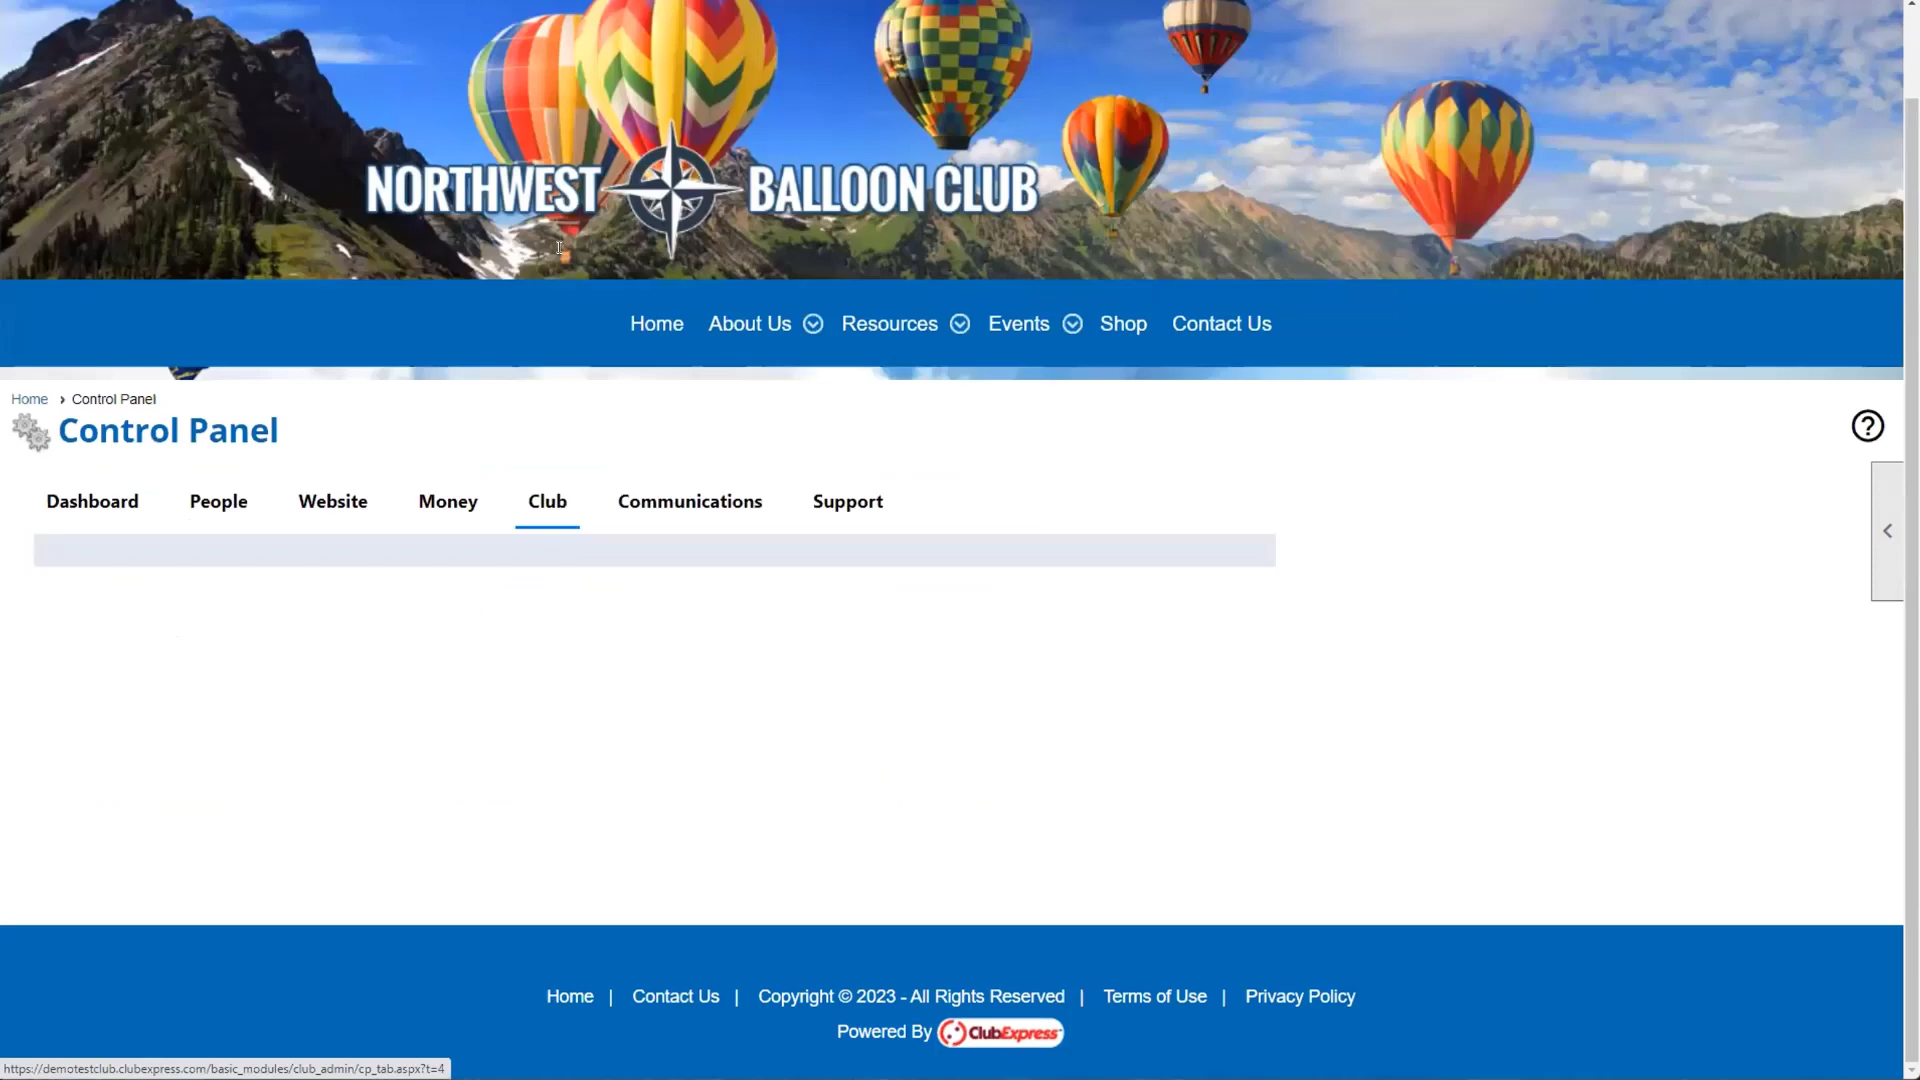 NORTHWEST BALLOON CLUB
Home About Us Resources Events Shop Contact Us
Home › Control Panel
Control Panel
Dashboard People Website Money Club Communications Support
Home | Contact Us | Copyright © 2023 - All Rights Reserved | Terms of Use | Privacy Policy
Powered By ClubExpress
https://demotestclub.clubexpress.com/basic_modules/club_admin/cp_tab.aspx?t=4